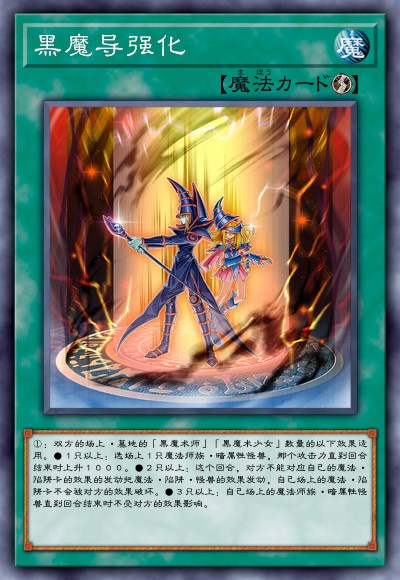 黑魔导强化
魔
【魔法カード】
まほう
①：双方的场上·墓地的「黑魔术师」「黑魔术少女」数量的以下效果适
用。●1只以上：选场上1只魔法师族·暗属性怪兽，那个攻击力直到回合
结束时上升1000。●2只以上：这个回合，对方不能对应自己的魔法·
陷阱卡的效果的发动把魔法·陷阱·怪兽的效果发动，自己场上的魔法·陷
阱卡不会被对方的效果破坏。●3只以上：自己场上的魔法师族·暗属性怪
兽直到回合结束时不受对方的效果影响。